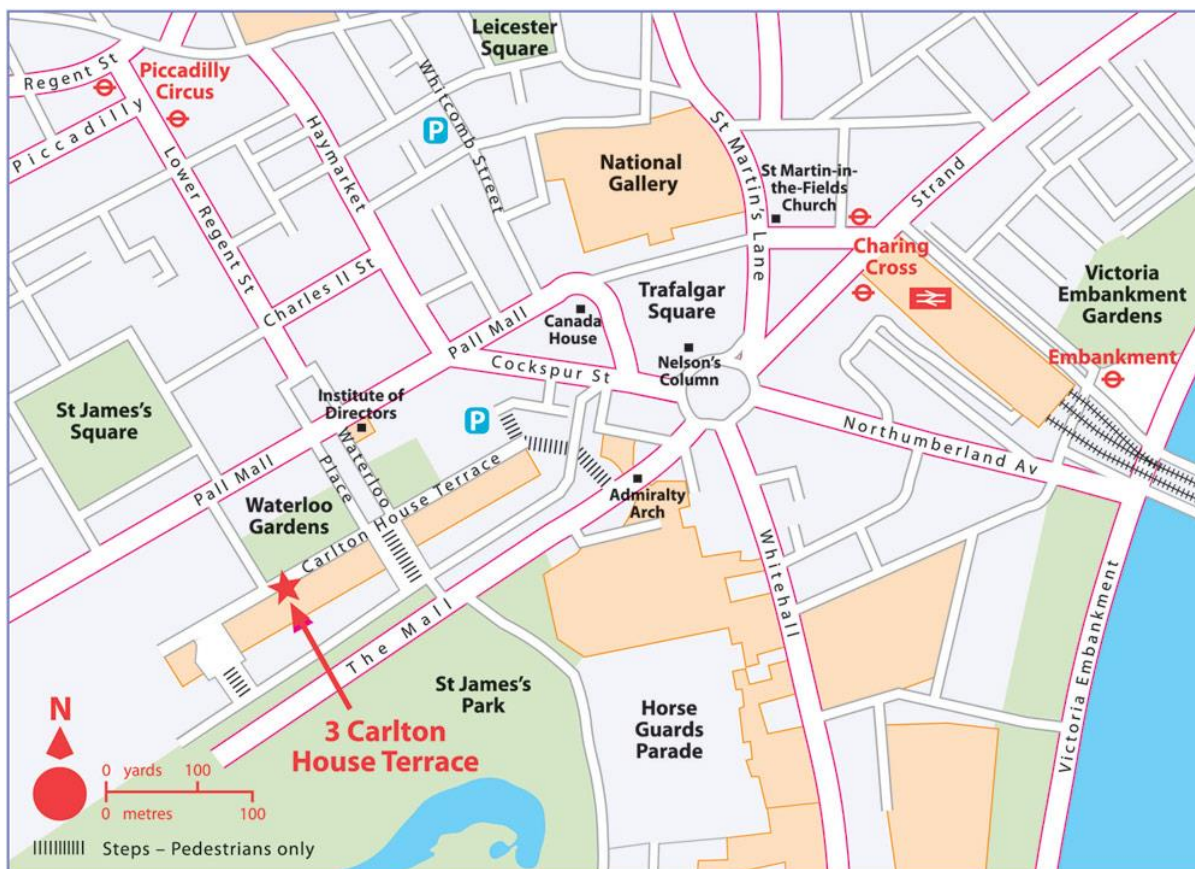 Leicester
Square
Regent St
Piccadilly
Circus
Piccadilly
Haymarket
Whitcomb Street
P
Lower Regent St
National
Gallery
St Martin's Lane
St Martin-in-
the-Fields
Church
Strand
Charing
Cross
Victoria
Embankment
Gardens
Embankment
Charles II St
Pall Mall
Canada
House
Trafalgar
Square
Nelson's
Column
Cockspur St
St James's
Square
Institute of
Directors
P
Northumberland Av
Pall Mall
Waterloo
Place
Waterloo
Gardens
Carlton House Terrace
Carlton House Terrace
Admiralty
Arch
Whitehall
The Mall
St James's
Park
Horse
Guards
Parade
Victoria Embankment
3 Carlton
House Terrace
N
0 yards 100
0 metres 100
Steps – Pedestrians only